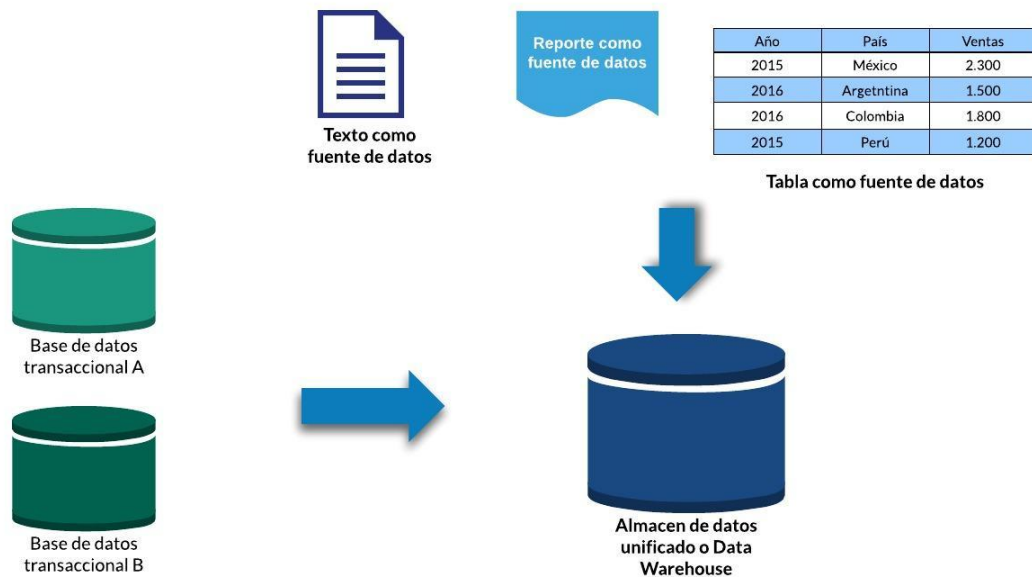 Texto como
fuente de datos
Reporte como
fuente de datos
Año País Ventas
2015 México 2.300
2016 Argetntina 1.500
2016 Colombia 1.800
2015 Perú 1.200
Tabla como fuente de datos
Base de datos
transaccional A
Base de datos
transaccional B
Almacen de datos
unificado o Data
Warehouse